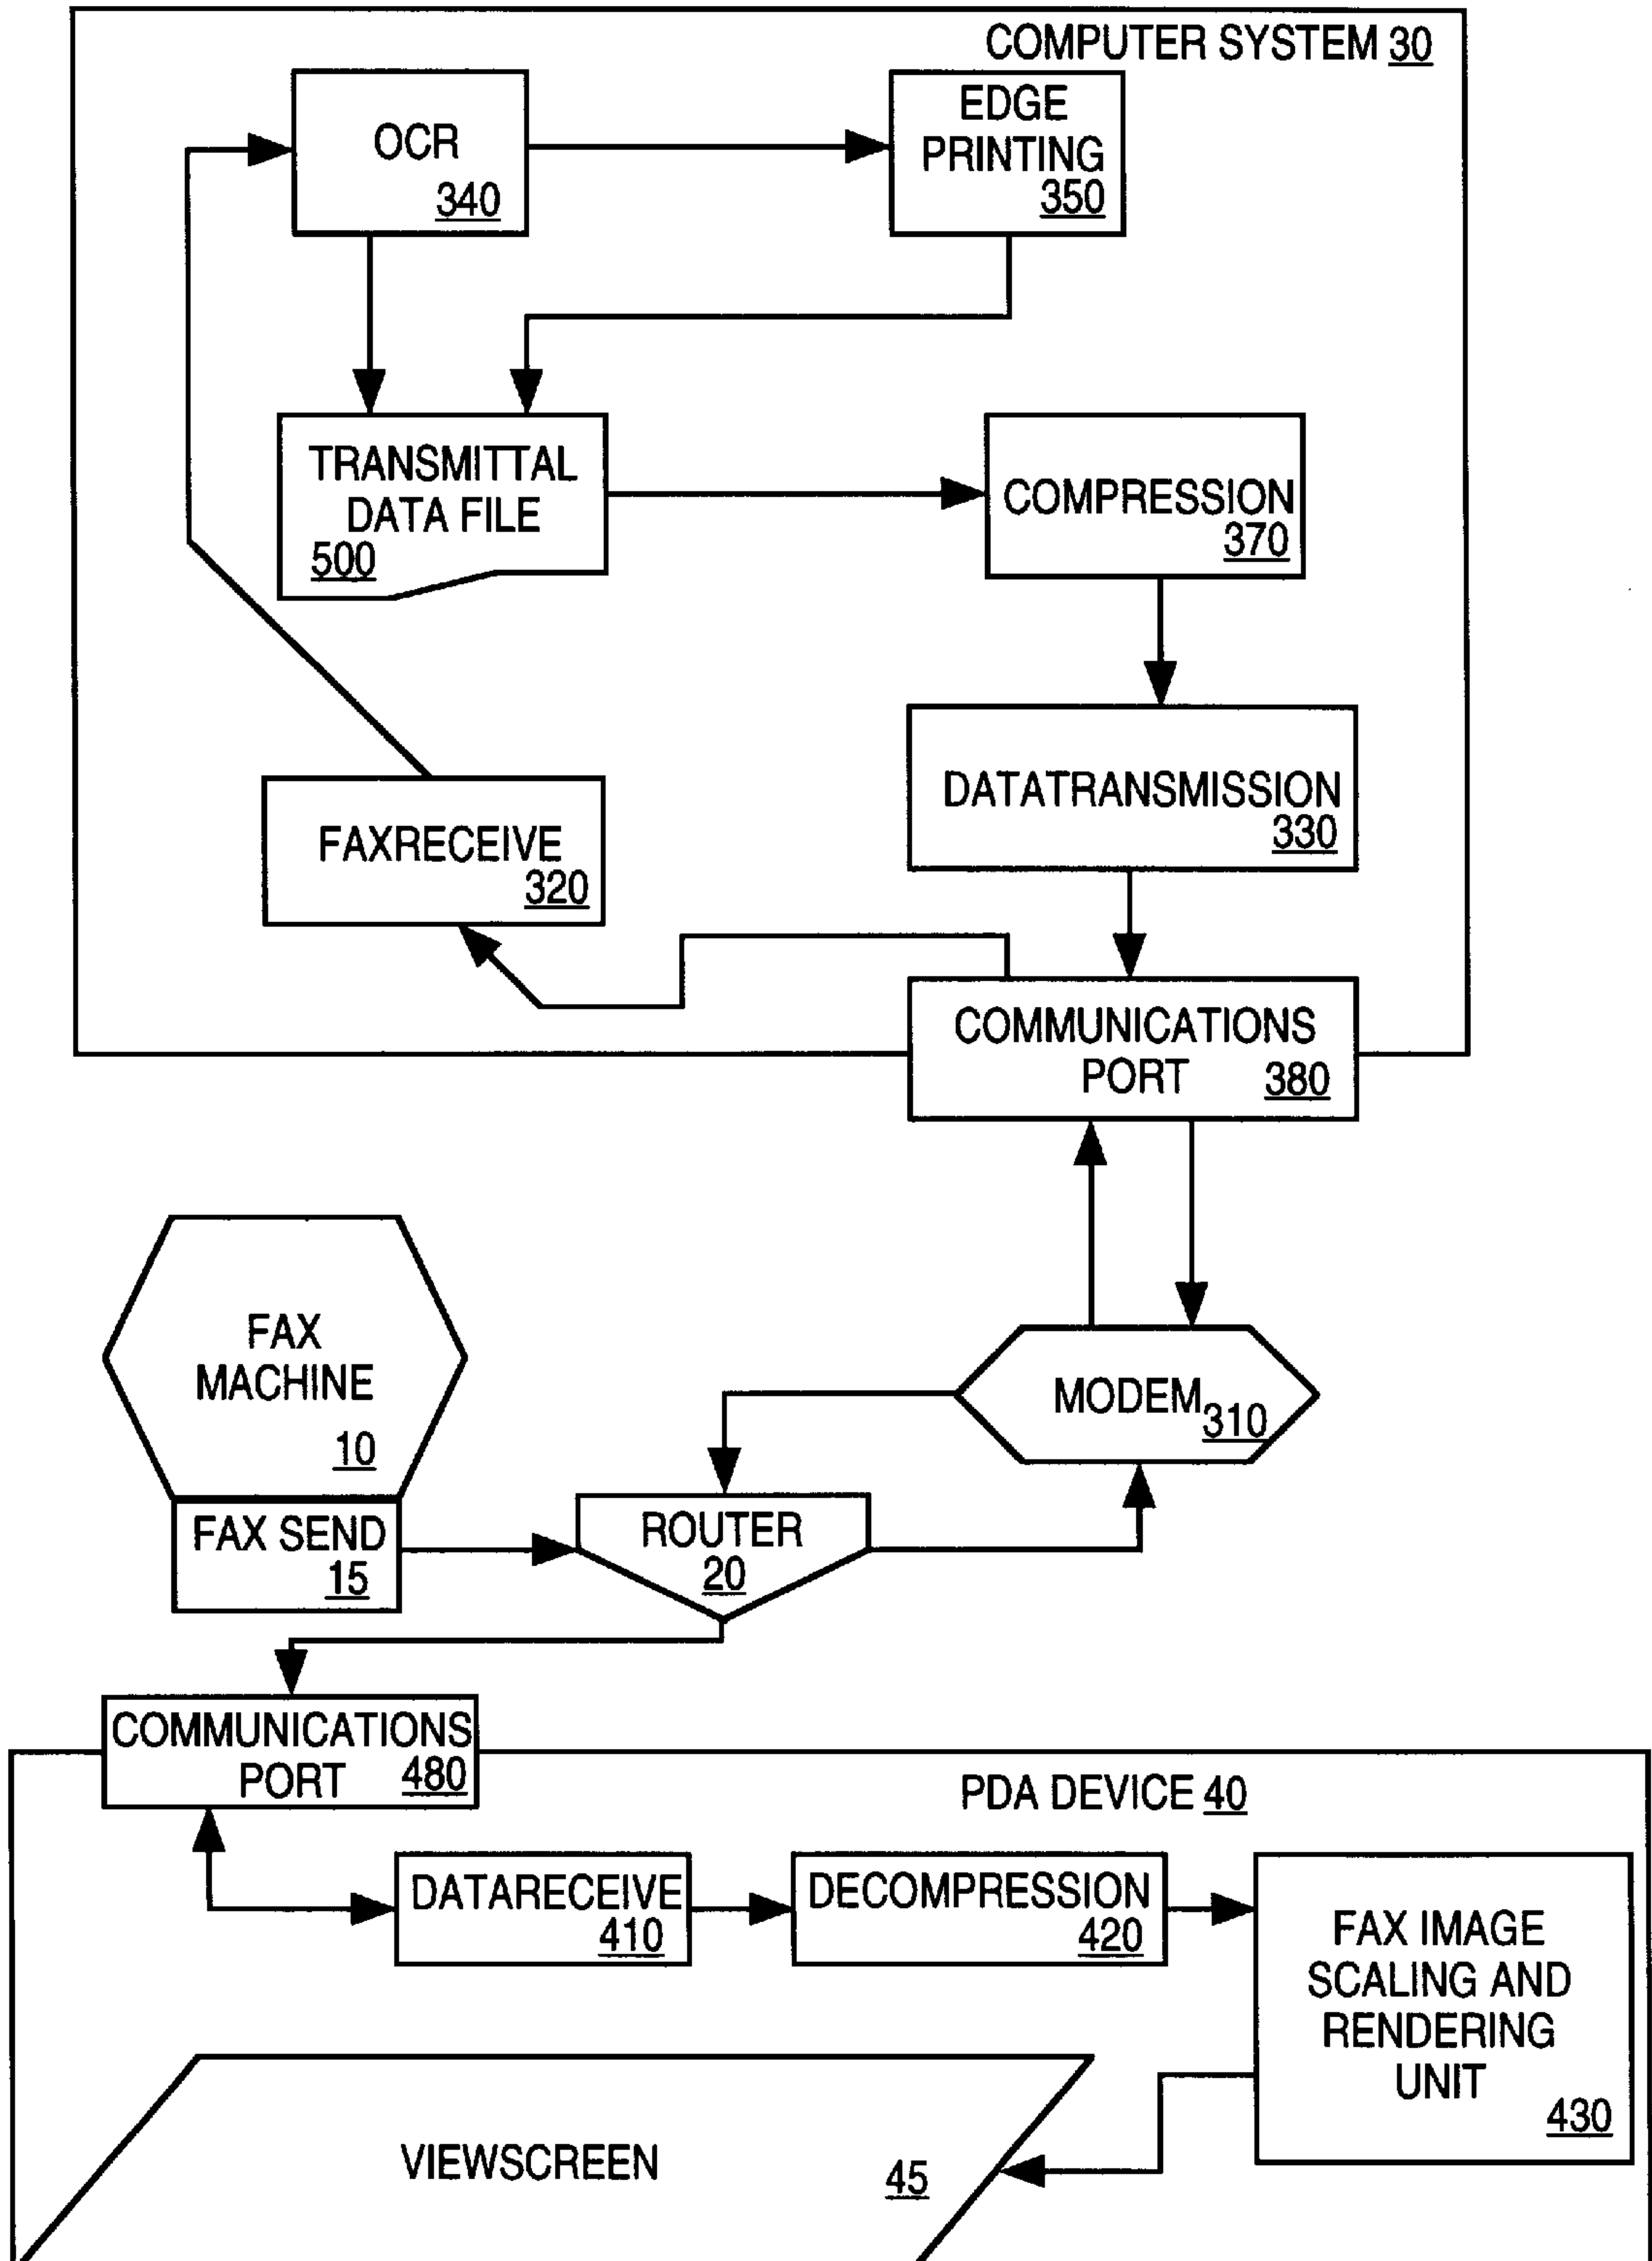 COMPUTER SYSTEM 30
OCR
340
EDGE
PRINTING
350
TRANSMITTAL
DATA FILE
500
COMPRESSION
370
DATATRANSMISSION
330
FAXRECEIVE
320
COMMUNICATIONS
PORT 380
FAX
MACHINE
10
MODEM 310
FAX SEND
15
ROUTER
20
COMMUNICATIONS
PORT 480
PDA DEVICE 40
DATARECEIVE
410
DECOMPRESSION
420
FAX IMAGE
SCALING AND
RENDERING
UNIT
430
VIEWSCREEN 45